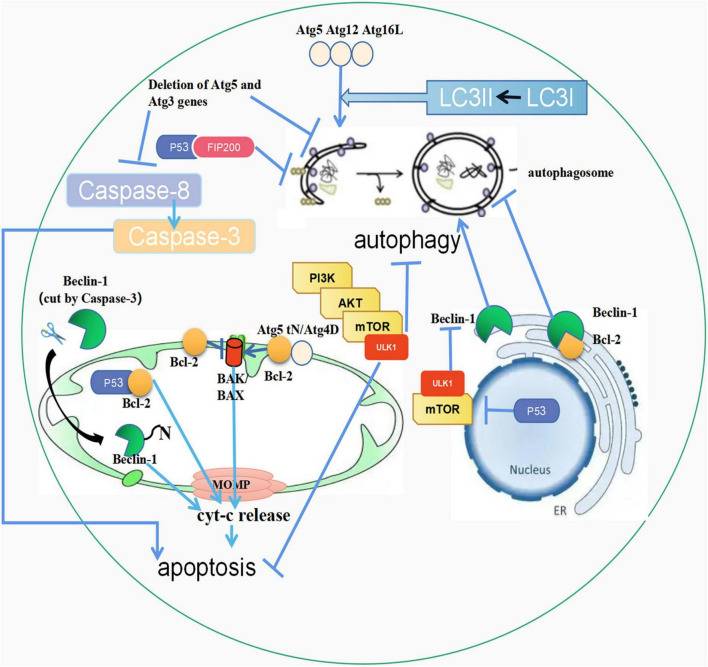 Atg5 Atg12 Atg16L
Deletion of Atg5 and
Atg3 genes
LC3II
LC3I
P53
FIP200
Caspase-8
Caspase-3
autophagosome
autophagy
Beclin-1
(cut by Caspase-3)
PI3K
AKT
mTOR
ULK1
Beclin-1
Beclin-1
Bcl-2
Atg5 tN/Atg4D
Bcl-2
Bcl-2
BAK/
BAX
P53
Bcl-2
N
Beclin-1
ULK1
mTOR
P53
Nucleus
ER
MOMP
cyt-c release
apoptosis